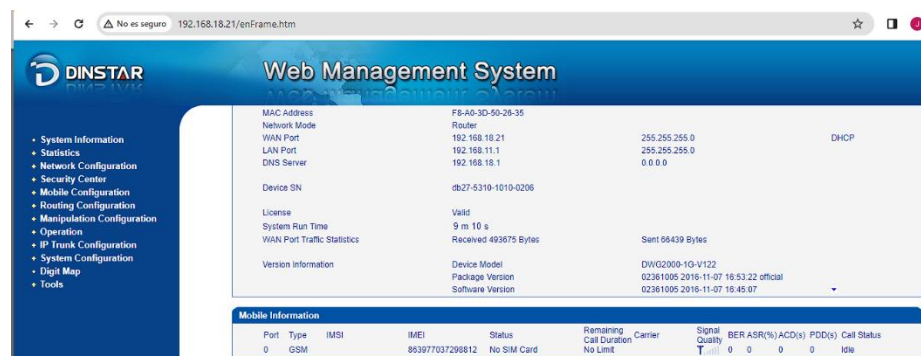 No es seguro 192.168.18.21/enFrame.htm
DINSTAR
Web Management System
System Information
Statistics
Network Configuration
Security Center
Mobile Configuration
Routing Configuration
Manipulation Configuration
Operation
IP Trunk Configuration
System Configuration
Digit Map
Tools
MAC Address F8-A0-3D-50-26-35
Network Mode Router
WAN Port 192.168.18.21 255.255.255.0 DHCP
LAN Port 192.168.11.1 255.255.255.0
DNS Server 192.168.18.1 0.0.0.0
Device SN db27-5310-1010-0206
License Valid
System Run Time 9 m 10 s
WAN Port Traffic Statistics Received 493675 Bytes Sent 66439 Bytes
Version Information Device Model DWG2000-1G-V122
Package Version 02361005 2016-11-07 16:53:22 official
Software Version 02361005 2016-11-07 16:45:07
Mobile Information
Port Type IMSI IMEI Status Remaining Call Duration Carrier Signal Quality BER ASR(%) ACD(s) PDD(s) Call Status
0 GSM 863977037298812 No SIM Card No Limit 0 0 0 0 Idle